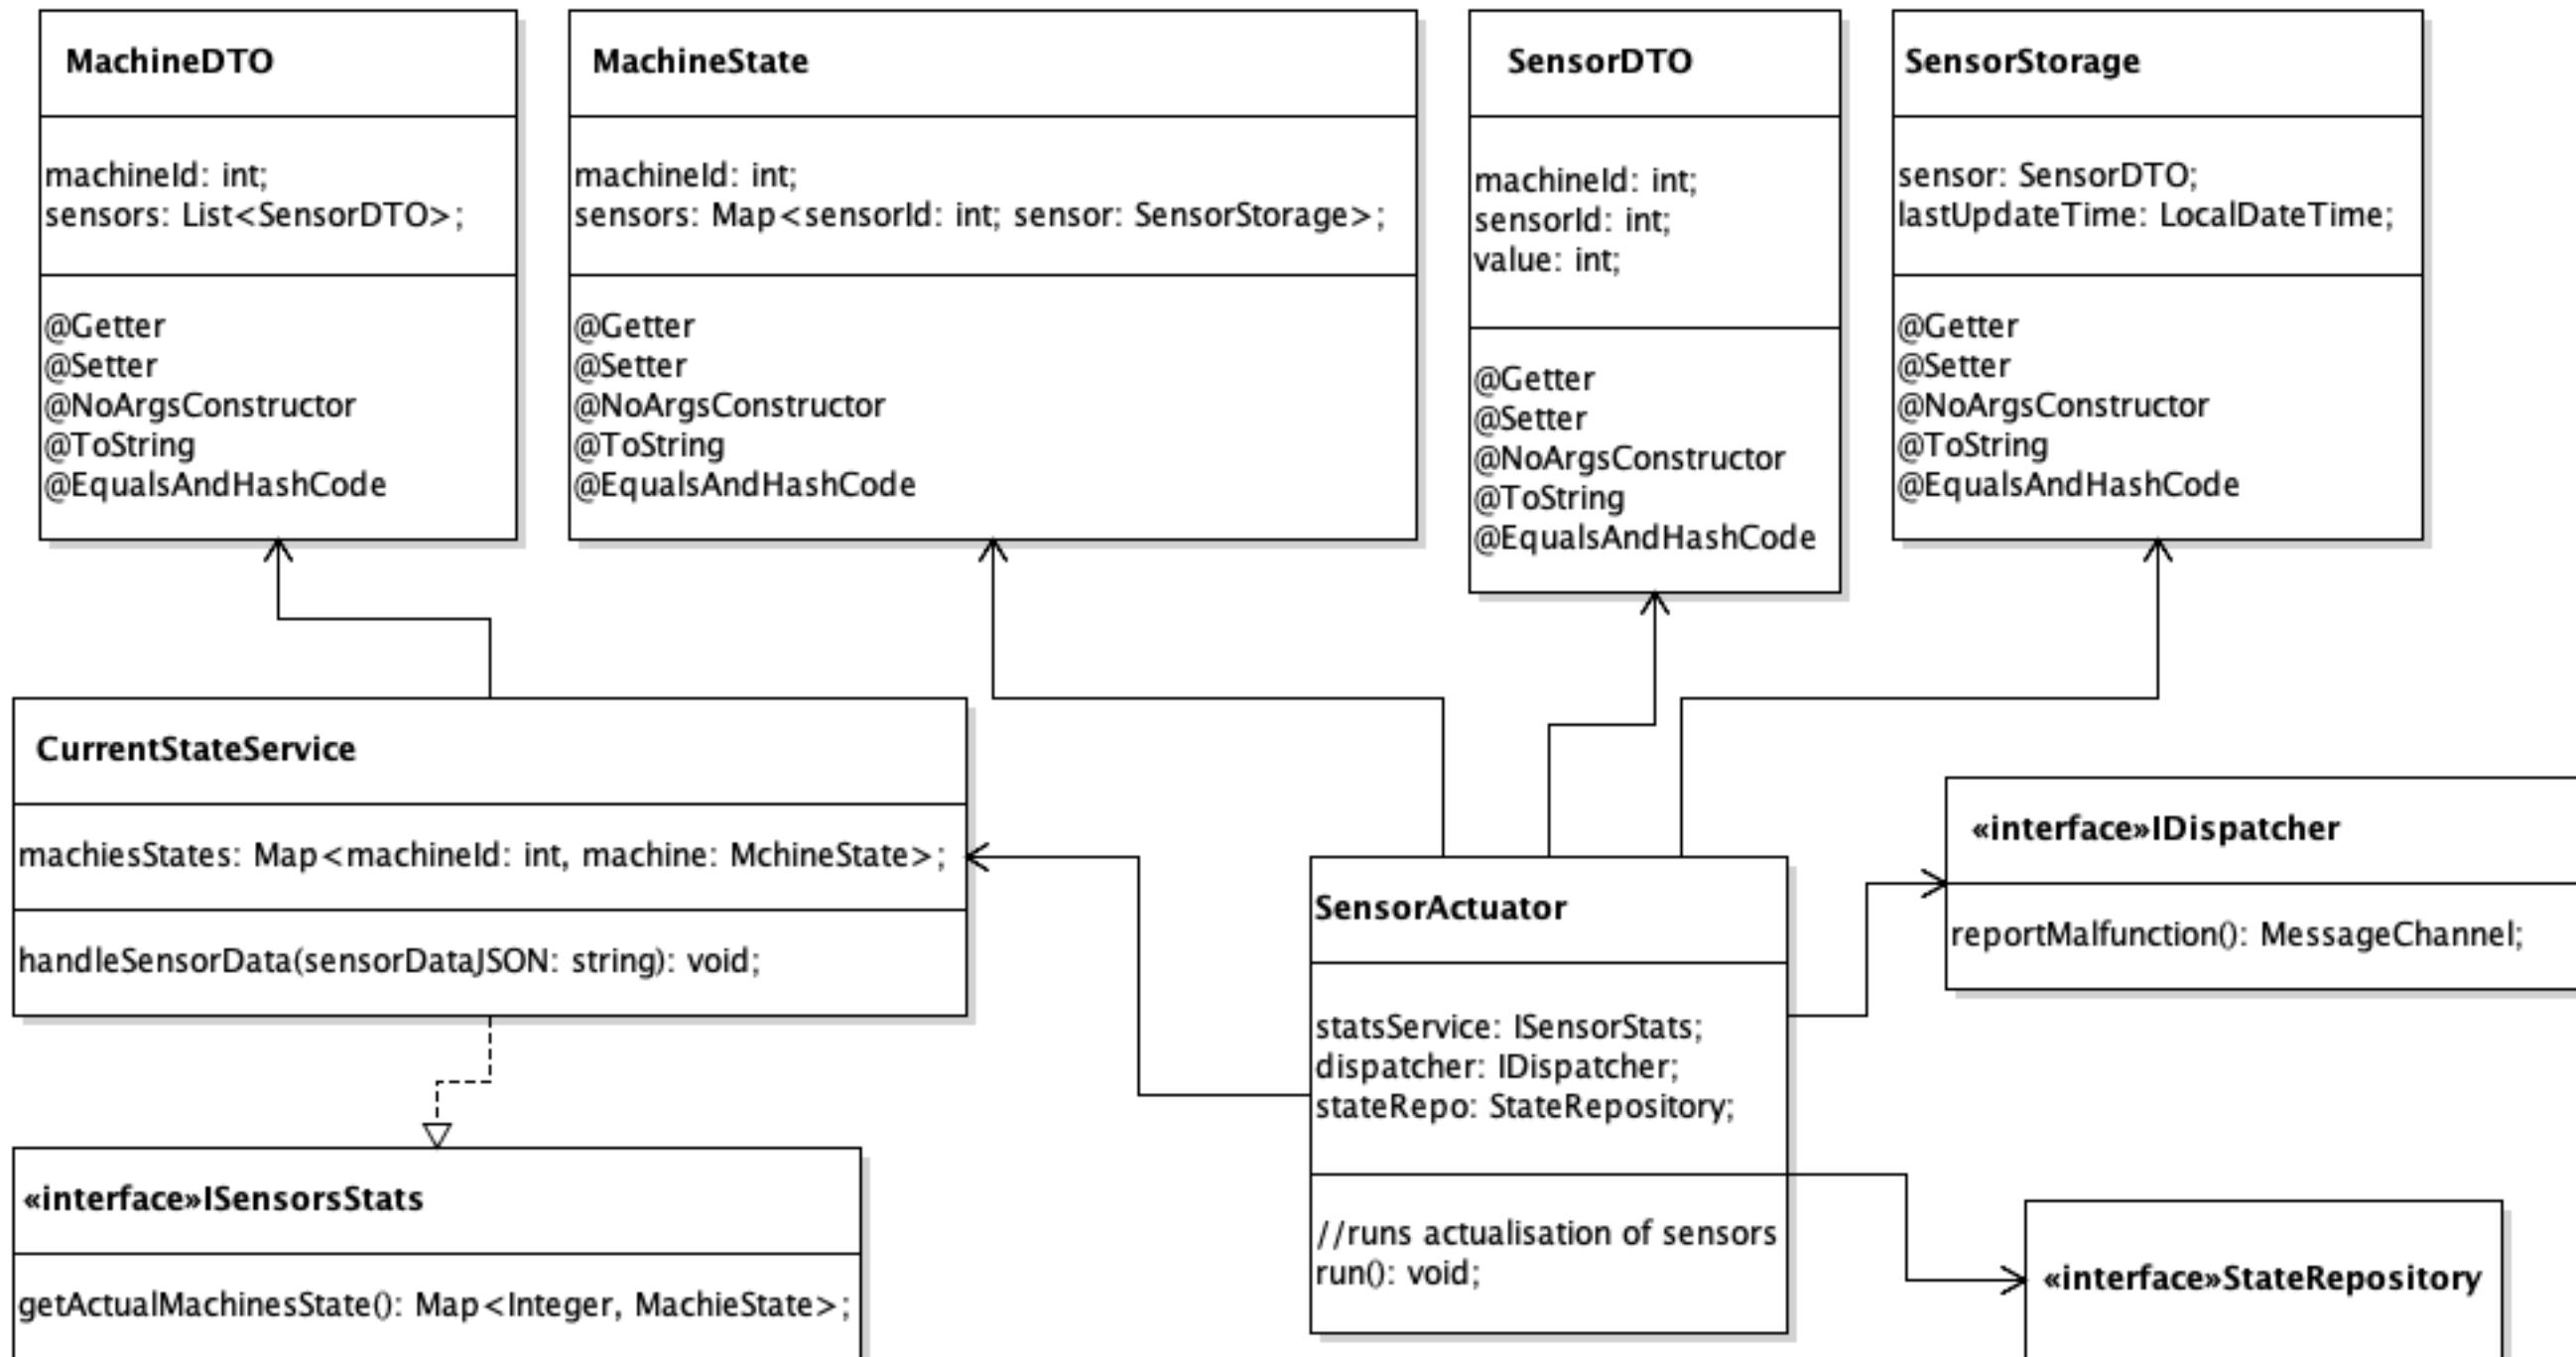 MachineDTO
machineId: int;
sensors: List<SensorDTO>;
@Getter
@Setter
@NoArgsConstructor
@ToString
@EqualsAndHashCode
MachineState
machineId: int;
sensors: Map<sensorId: int; sensor: SensorStorage>;
@Getter
@Setter
@NoArgsConstructor
@ToString
@EqualsAndHashCode
SensorDTO
machineId: int;
sensorId: int;
value: int;
@Getter
@Setter
@NoArgsConstructor
@ToString
@EqualsAndHashCode
SensorStorage
sensor: SensorDTO;
lastUpdateTime: LocalDateTime;
@Getter
@Setter
@NoArgsConstructor
@ToString
@EqualsAndHashCode
CurrentStateService
machiesStates: Map<machineId: int, machine: MchineState>;
handleSensorData(sensorDataJSON: string): void;
«interface»ISensorsStats
getActualMachinesState(): Map<Integer, MachieState>;
SensorActuator
statsService: ISensorStats;
dispatcher: IDispatcher;
stateRepo: StateRepository;
//runs actualisation of sensors
run(): void;
«interface»IDispatcher
reportMalfunction(): MessageChannel;
«interface»StateRepository